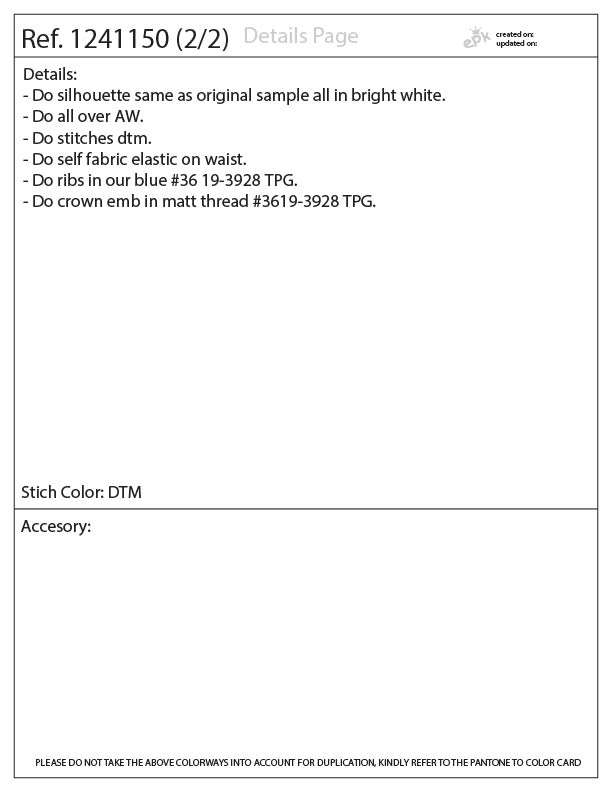 Ref. 1241150 (2/2) Details Page
epk
created on:
updated on:
Details:
- Do silhouette same as original sample all in bright white.
- Do all over AW.
- Do stitches dtm.
- Do self fabric elastic on waist.
- Do ribs in our blue #36 19-3928 TPG.
- Do crown emb in matt thread #3619-3928 TPG.
Stich Color: DTM
Accesory:
PLEASE DO NOT TAKE THE ABOVE COLORWAYS INTO ACCOUNT FOR DUPLICATION, KINDLY REFER TO THE PANTONE TO COLOR CARD